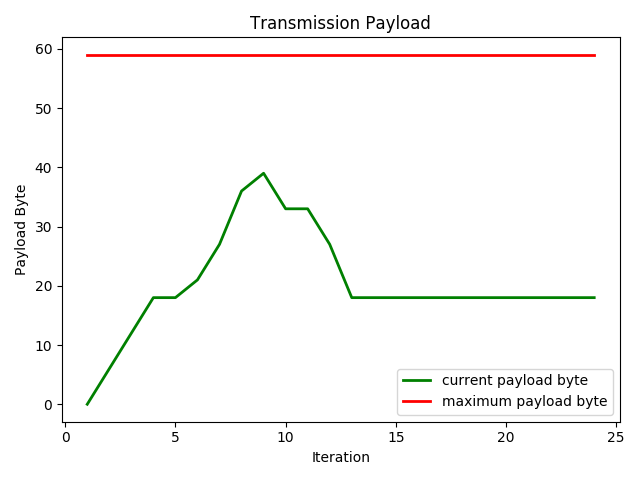 Transmission Payload
60
50
40
30
20
10
0
Payload Byte
current payload byte
maximum payload byte
0 5 10 15 20 25
Iteration